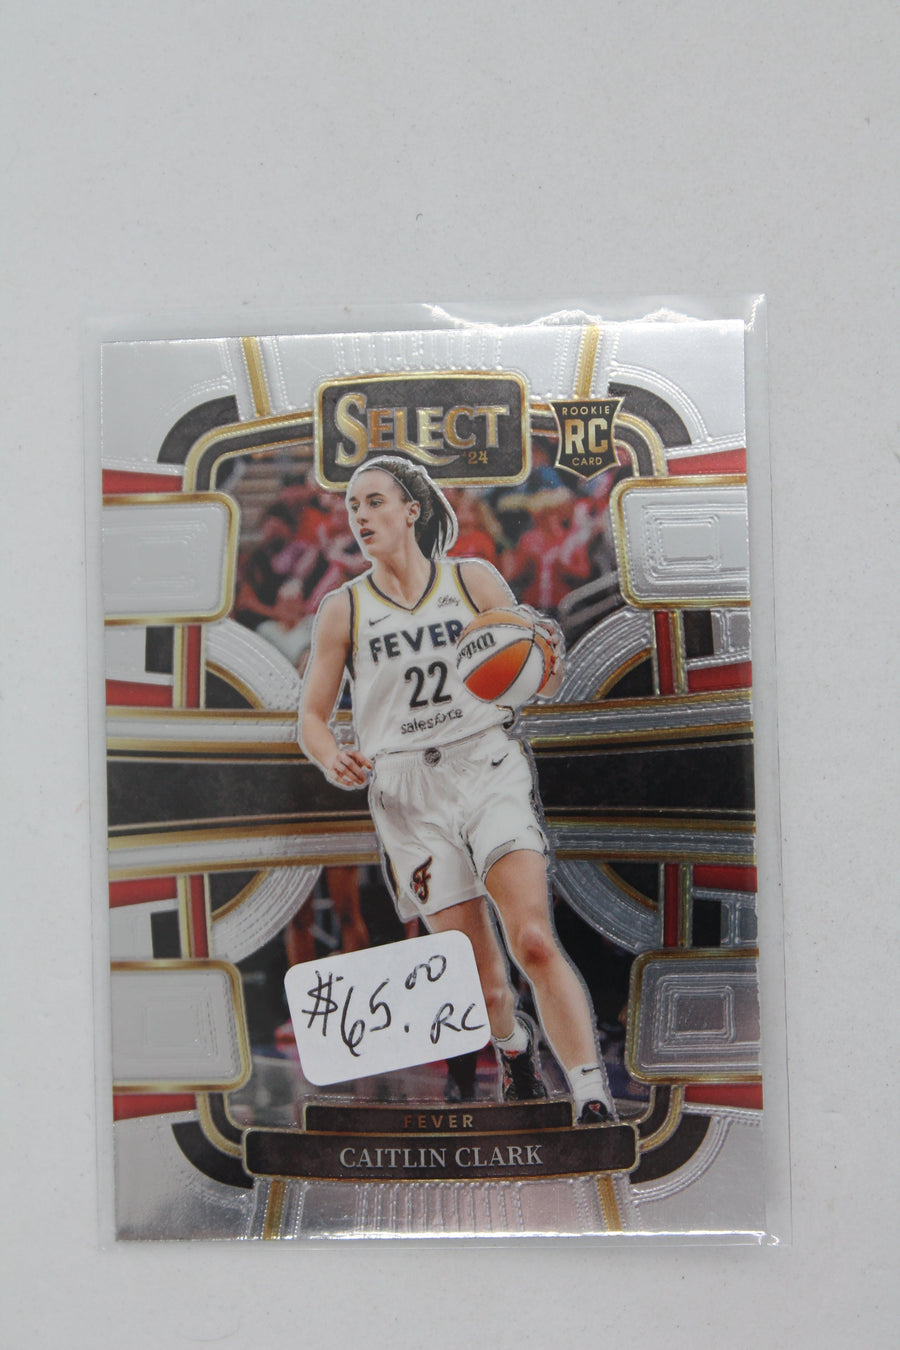 SELECT
'24
ROOKIE
RC
CARD
FEVER
22
salesforce
$65.00
RC
FEVER
CAITLIN CLARK